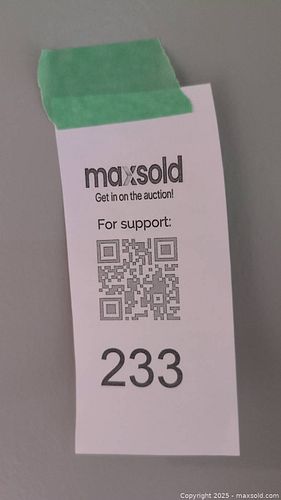 maxsold
Get in on the auction!
For support:
233
Copyright 2025 - maxsold.com